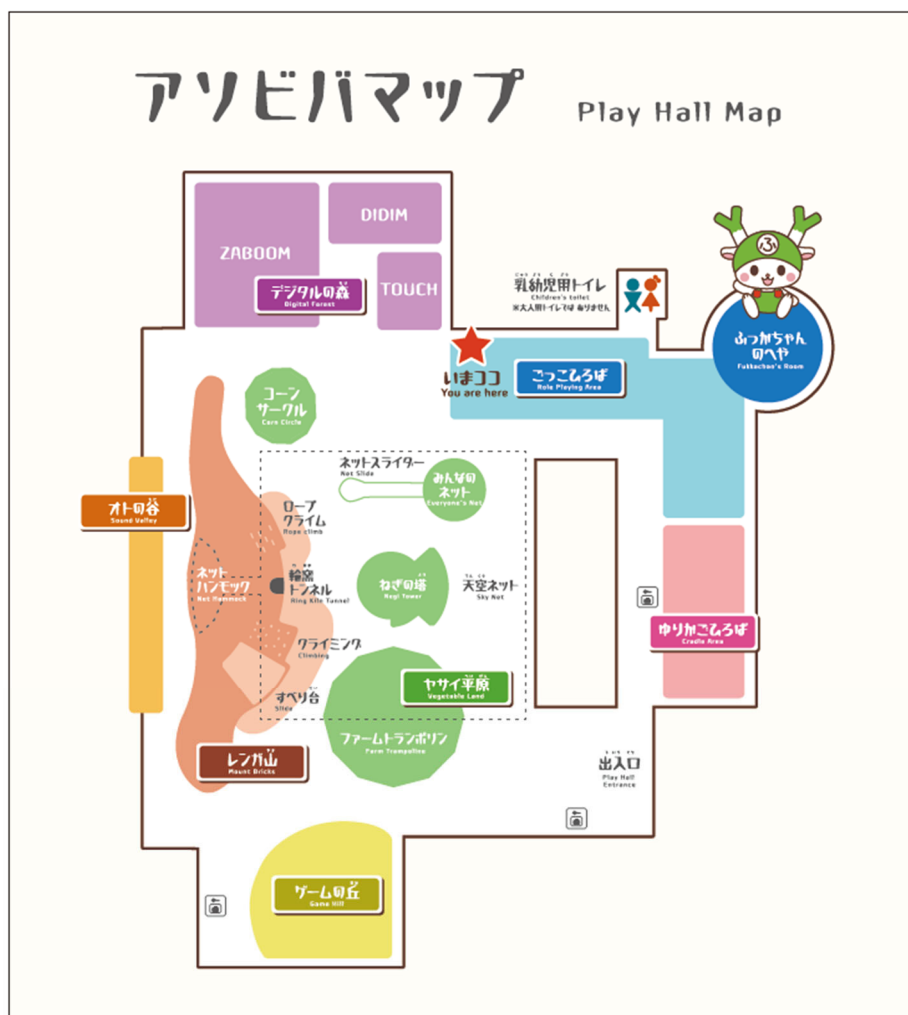 アソビバマップ Play Hall Map
ZABOOM
DIDIM
TOUCH
デジタルの森
Digital Forest
乳幼児用トイレ
Children's toilet
※大人用トイレではありません
ふ
ふっかちゃん
のへや
Fukkachan's Room
いまココ
You are here
ごっこひろば
Role Playing Area
コーン
サークル
Corn Circle
ネットスライダー
Net Slide
みんなの
ネット
Everyone's Net
オトの谷
Sound Valley
ロープ
クライム
Rope climb
ネット
ハンモック
Net Hammock
輪窯
トンネル
Ring Kiln Tunnel
ねぎの塔
Negi Tower
天空ネット
Sky Net
ゆりかごひろば
Cradle Area
クライミング
Climbing
すべり台
Slide
ヤサイ平原
Vegetable Land
ファームトランポリン
Farm Trampoline
レンガ山
Mount Bricks
出入口
Play Hall
Entrance
ゲームの丘
Game Hill